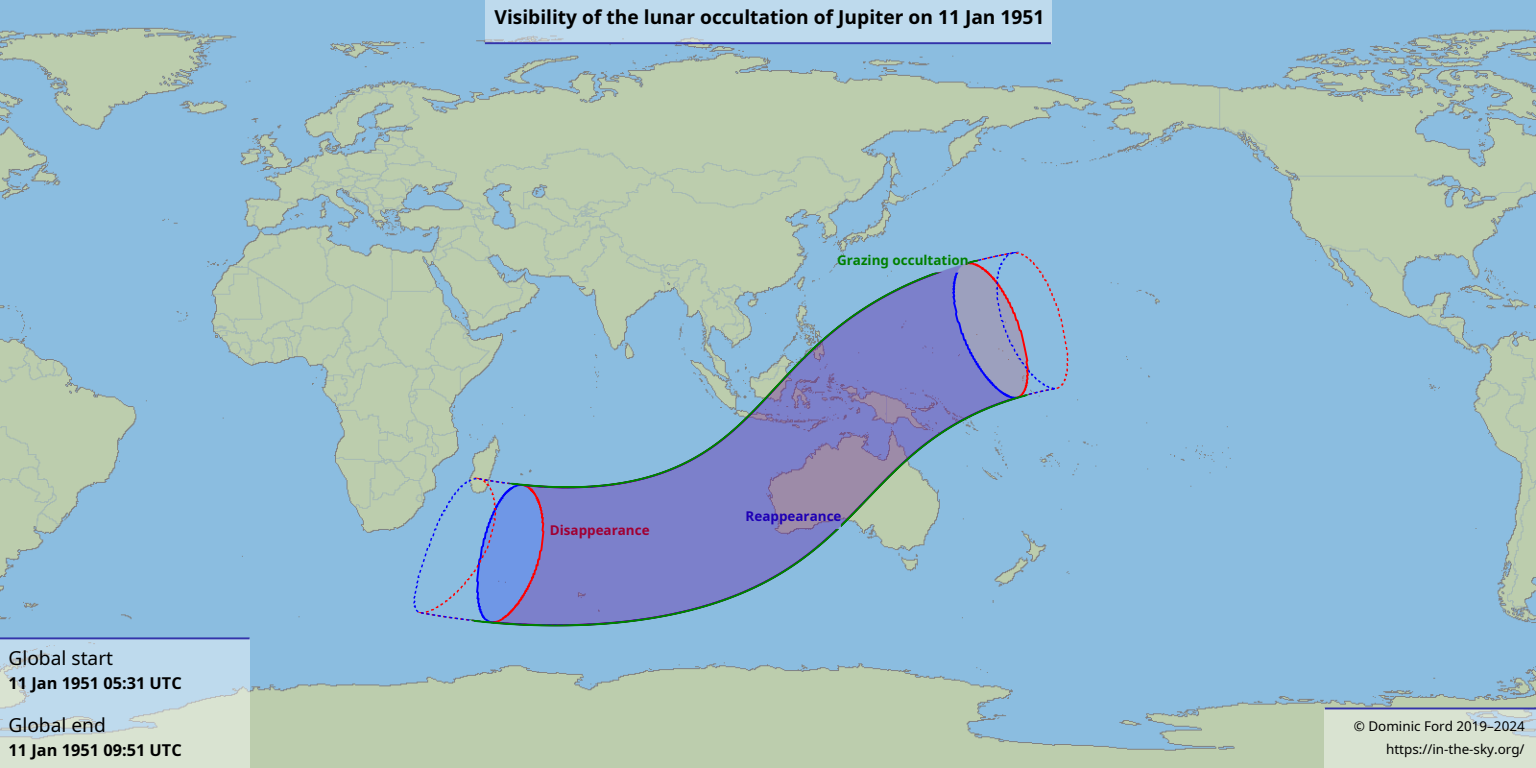 Visibility of the lunar occultation of Jupiter on 11 Jan 1951
Grazing occultation
Disappearance
Reappearance
Global start
11 Jan 1951 05:31 UTC
Global end
11 Jan 1951 09:51 UTC
© Dominic Ford 2019–2024
https://in-the-sky.org/